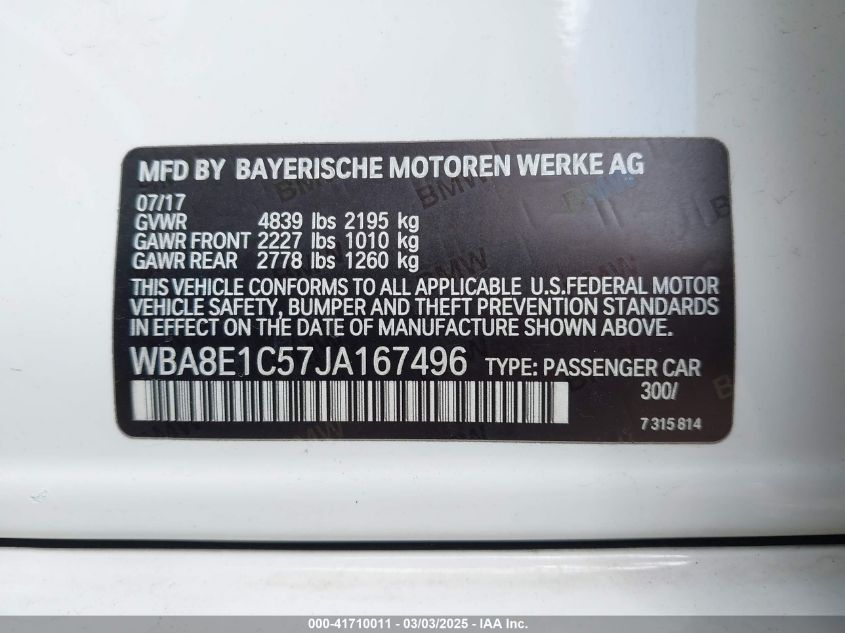 MFD BY BAYERISCHE MOTOREN WERKE AG
07/17
GVWR 4839 lbs 2195 kg
GAWR FRONT 2227 lbs 1010 kg
GAWR REAR 2778 lbs 1260 kg
THIS VEHICLE CONFORMS TO ALL APPLICABLE U.S.FEDERAL MOTOR
VEHICLE SAFETY, BUMPER AND THEFT PREVENTION STANDARDS
IN EFFECT ON THE DATE OF MANUFACTURE SHOWN ABOVE.
WBA8E1C57JA167496 TYPE: PASSENGER CAR
300/
7 315 814
000-41710011 - 03/03/2025 - IAA Inc.